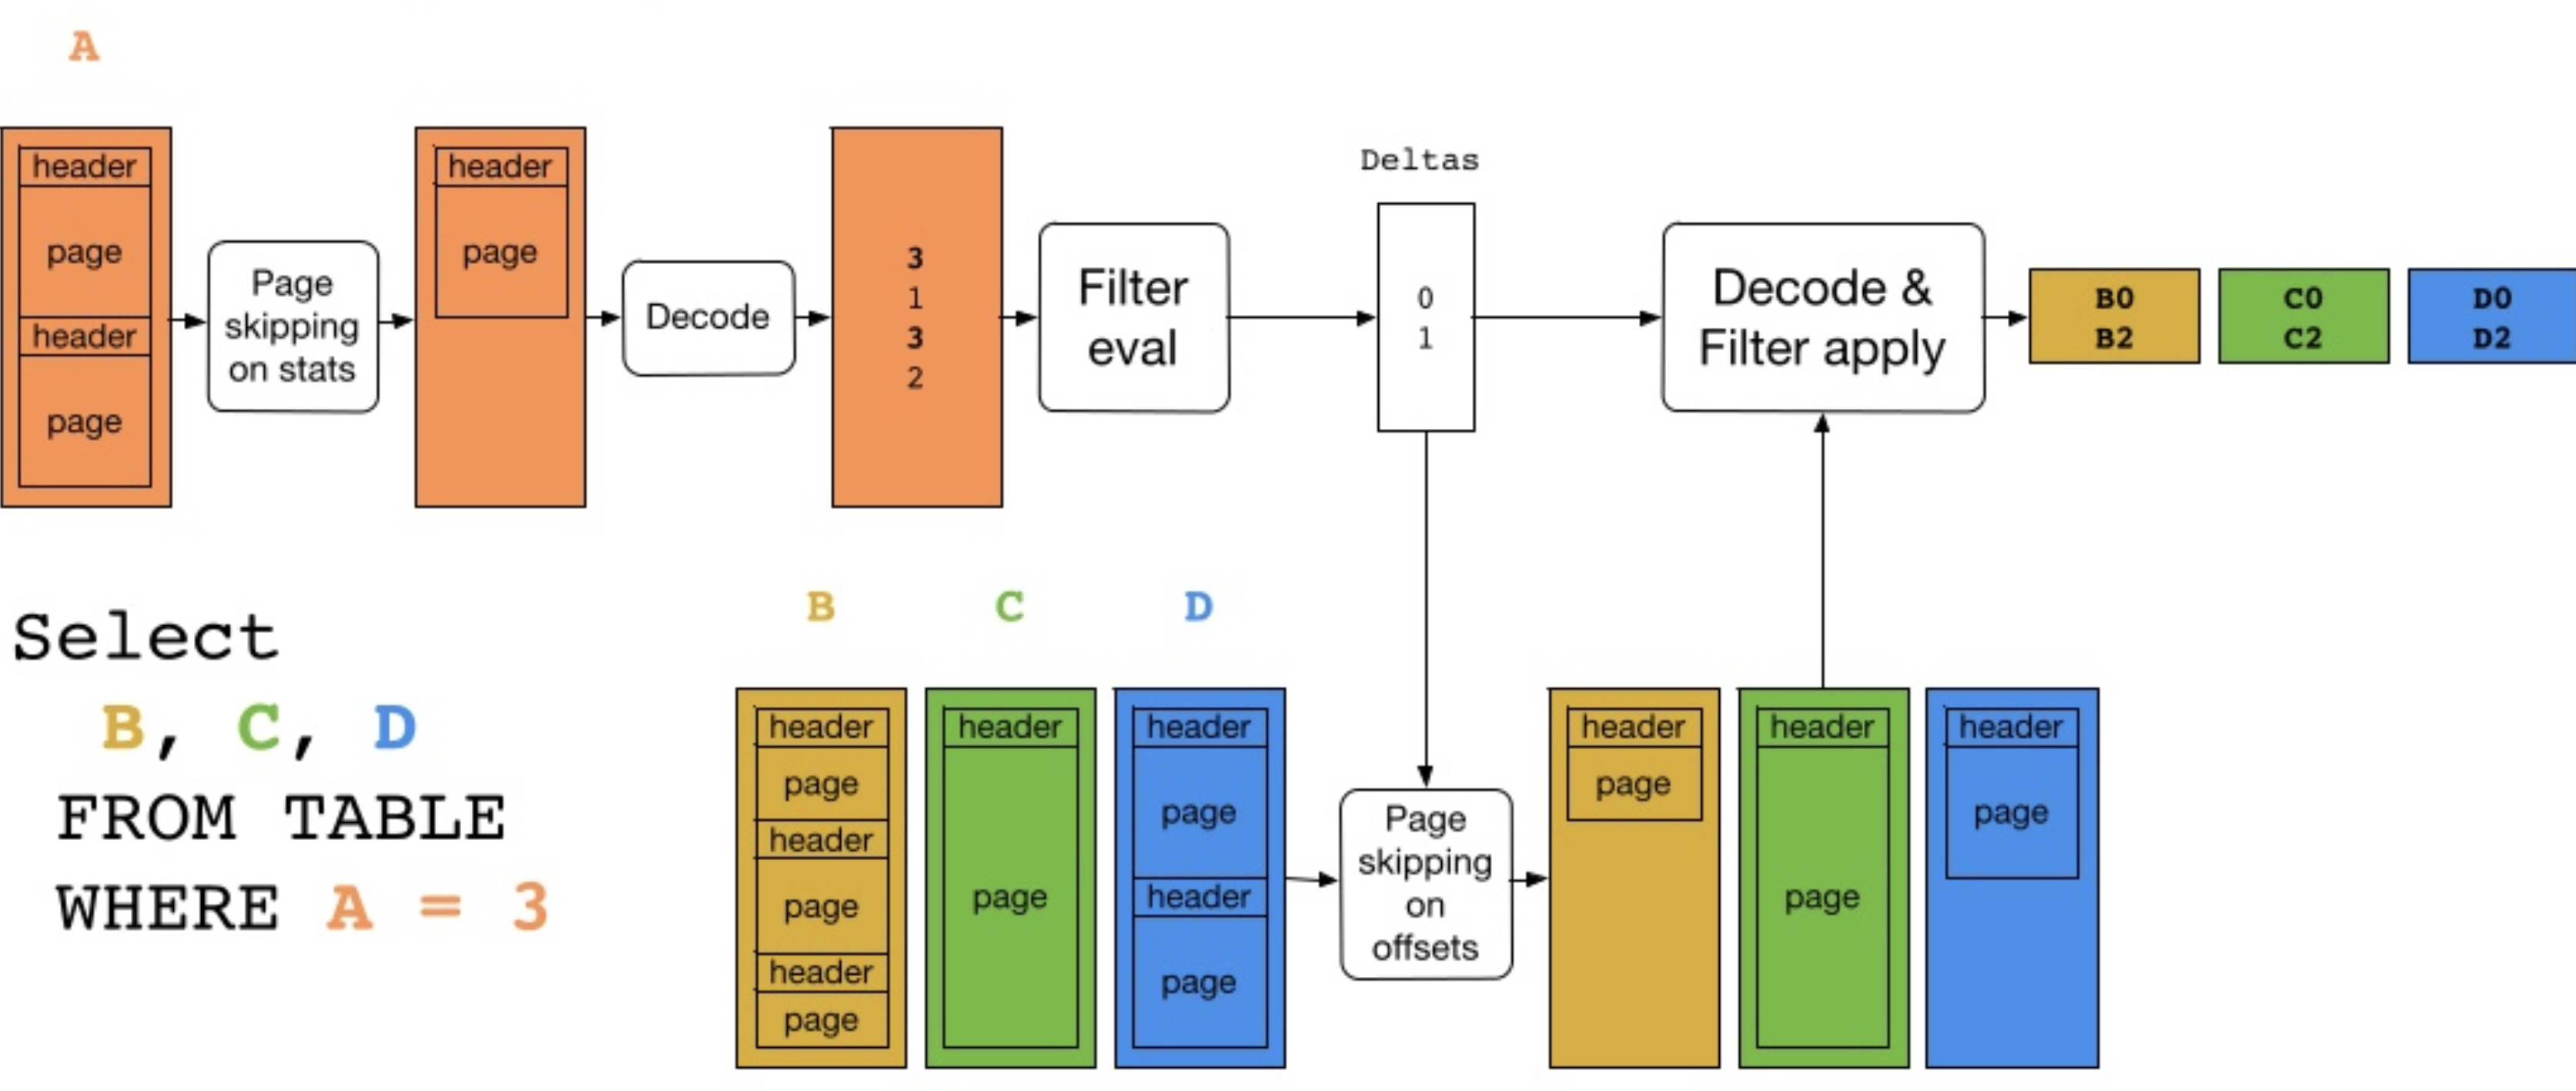 A
header
page
header
page
Page
skipping
on stats
header
page
Decode
3
1
3
2
Filter
eval
Deltas
0
1
Decode &
Filter apply
B0
B2
C0
C2
D0
D2
Select
B, C, D
FROM TABLE
WHERE A = 3
B
header
page
header
page
header
page
C
header
page
D
header
page
header
page
Page
skipping
on
offsets
header
page
header
page
header
page